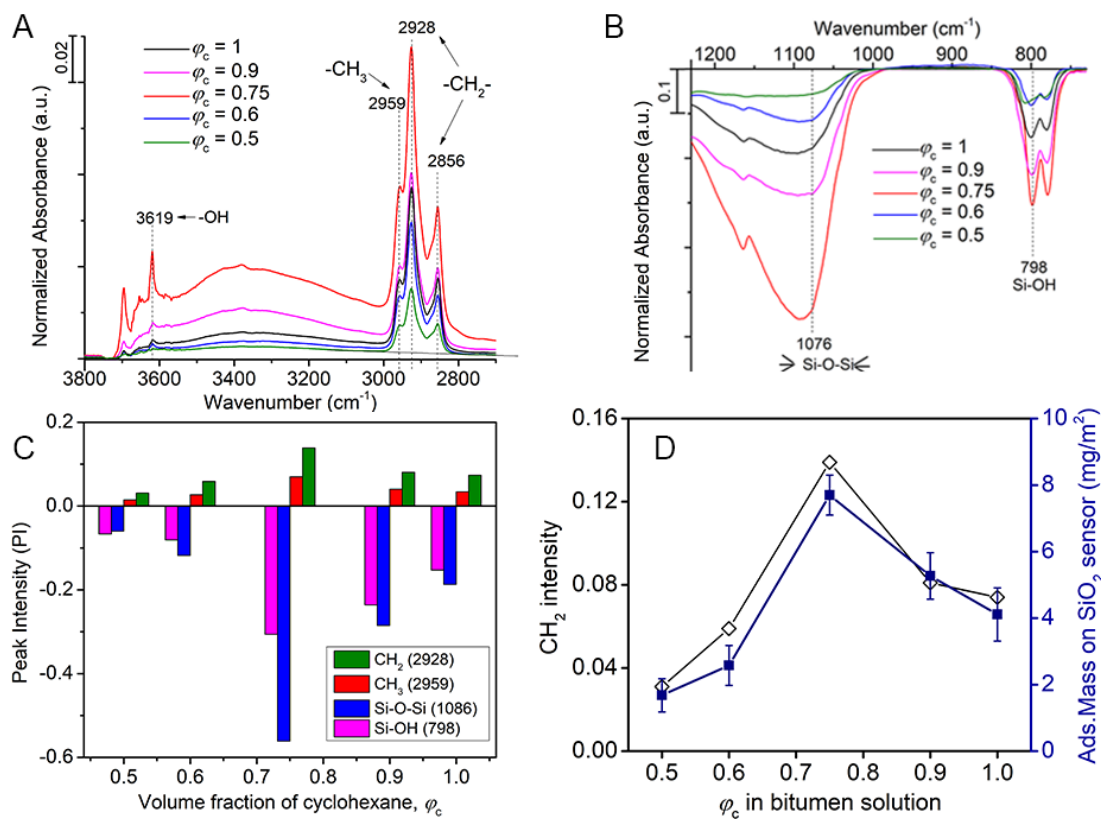 A
0.02
Normalized Absorbance (a.u.)
φc = 1
φc = 0.9
φc = 0.75
φc = 0.6
φc = 0.5
2928
-CH3
2959
-CH2-
2856
3619
-OH
3800 3600 3400 3200 3000 2800
Wavenumber (cm-1)
B
Wavenumber (cm-1)
1200 1100 1000 900 800
0.1
Normalized Absorbance (a.u.)
φc = 1
φc = 0.9
φc = 0.75
φc = 0.6
φc = 0.5
798
Si-OH
1076
Si-O-Si
C
Peak Intensity (PI)
0.2
0.0
-0.2
-0.4
-0.6
CH2 (2928)
CH3 (2959)
Si-O-Si (1086)
Si-OH (798)
0.5 0.6 0.7 0.8 0.9 1.0
Volume fraction of cyclohexane, φc
D
CH2 intensity
0.16
0.12
0.08
0.04
0.00
10
8
6
4
2
0
Ads.Mass on SiO2 sensor (mg/m2)
0.5 0.6 0.7 0.8 0.9 1.0
φc in bitumen solution